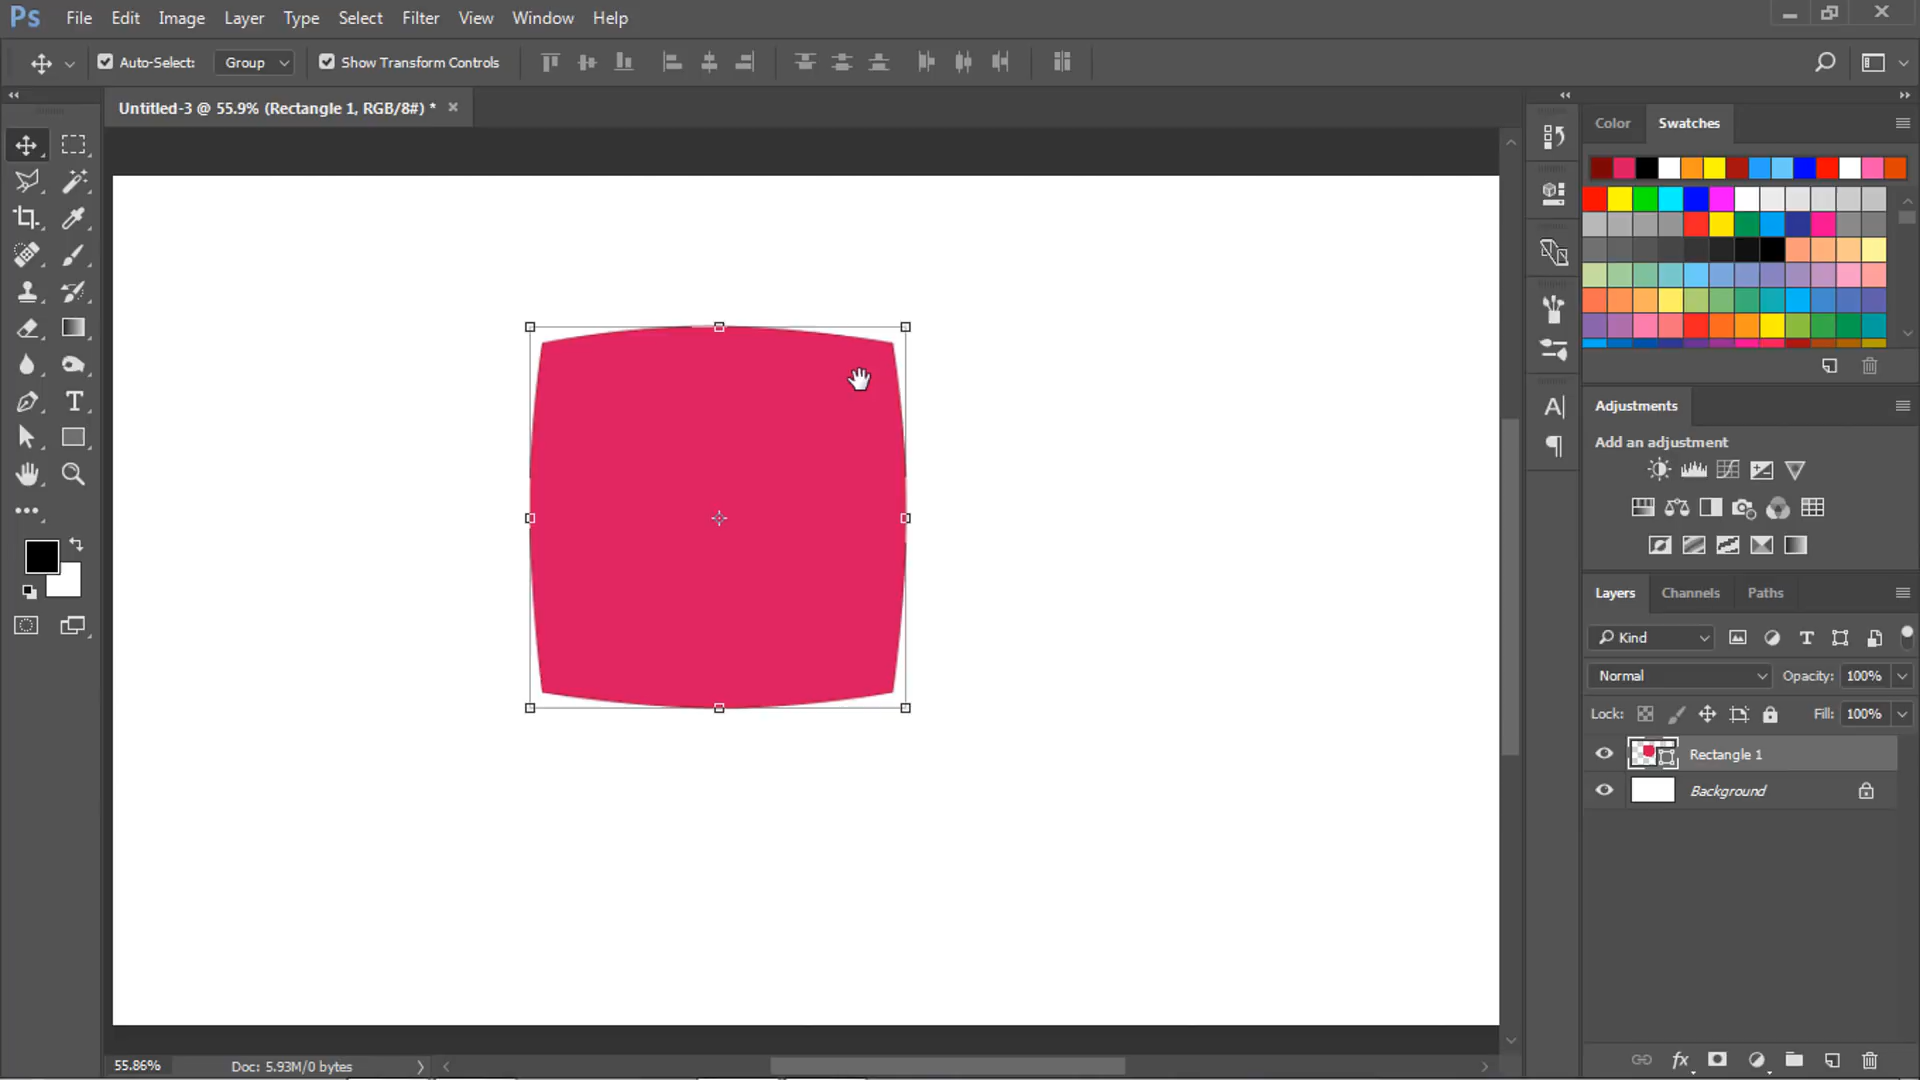 Ps File Edit Image Layer Type Select Filter View Window Help
Auto-Select: Group Show Transform Controls
Untitled-3 @ 55.9% (Rectangle 1, RGB/8#) *
Color Swatches
Adjustments
Add an adjustment
Layers Channels Paths
Kind
Normal Opacity: 100%
Lock: Fill: 100%
Rectangle 1
Background
55.86% Doc: 5.93M/0 bytes